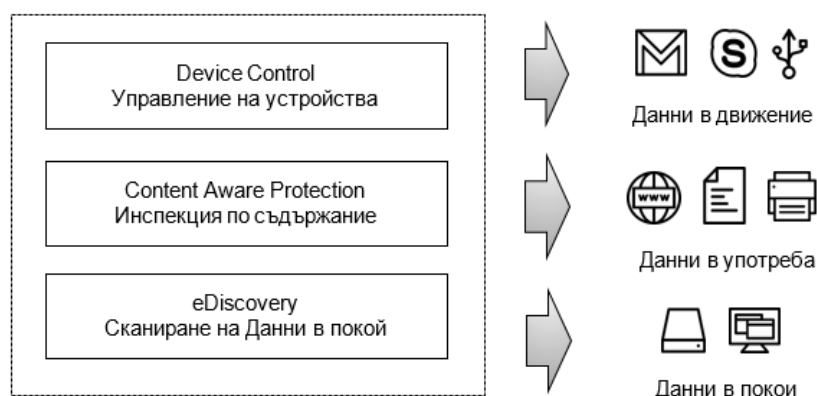 Device Control
Управление на устройства
Данни в движение
Content Aware Protection
Инспекция по съдържание
www
Данни в употреба
eDiscovery
Сканиране на Данни в покой
Данни в покои